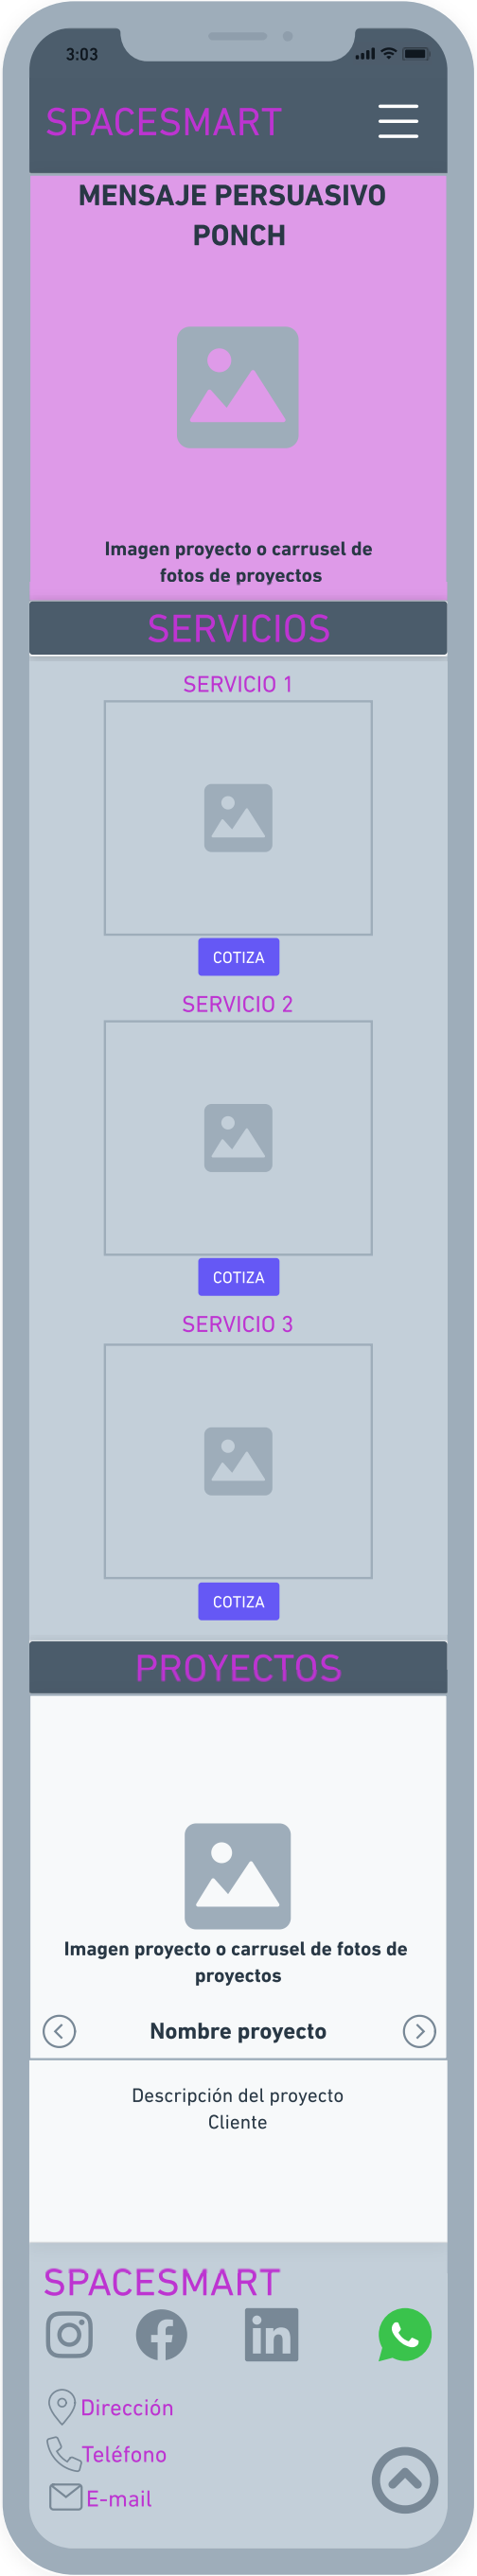 3:03
SPACESMART
MENSAJE PERSUASIVO
PONCH
Imagen proyecto o carrusel de
fotos de proyectos
SERVICIOS
SERVICIO 1
COTIZA
SERVICIO 2
COTIZA
SERVICIO 3
COTIZA
PROYECTOS
Imagen proyecto o carrusel de fotos de
proyectos
Nombre proyecto
Descripción del proyecto
Cliente
SPACESMART
Dirección
Teléfono
E-mail